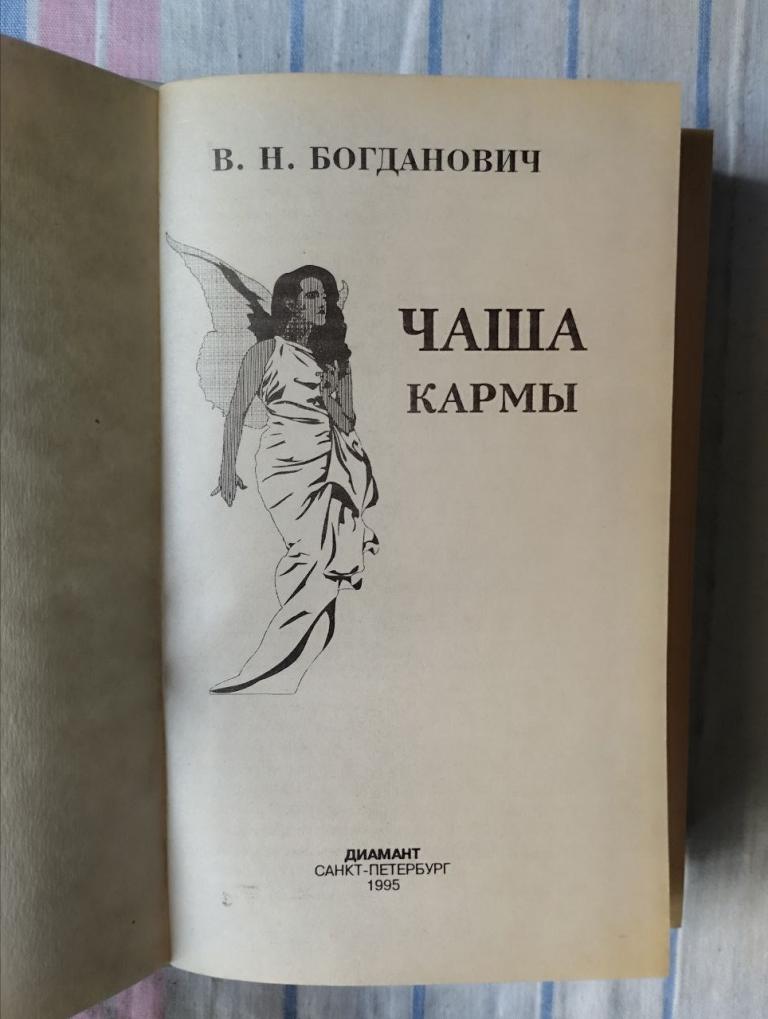 В. Н. БОГДАНОВИЧ
ЧАША
КАРМЫ
ДИАМАНТ
САНКТ-ПЕТЕРБУРГ
1995